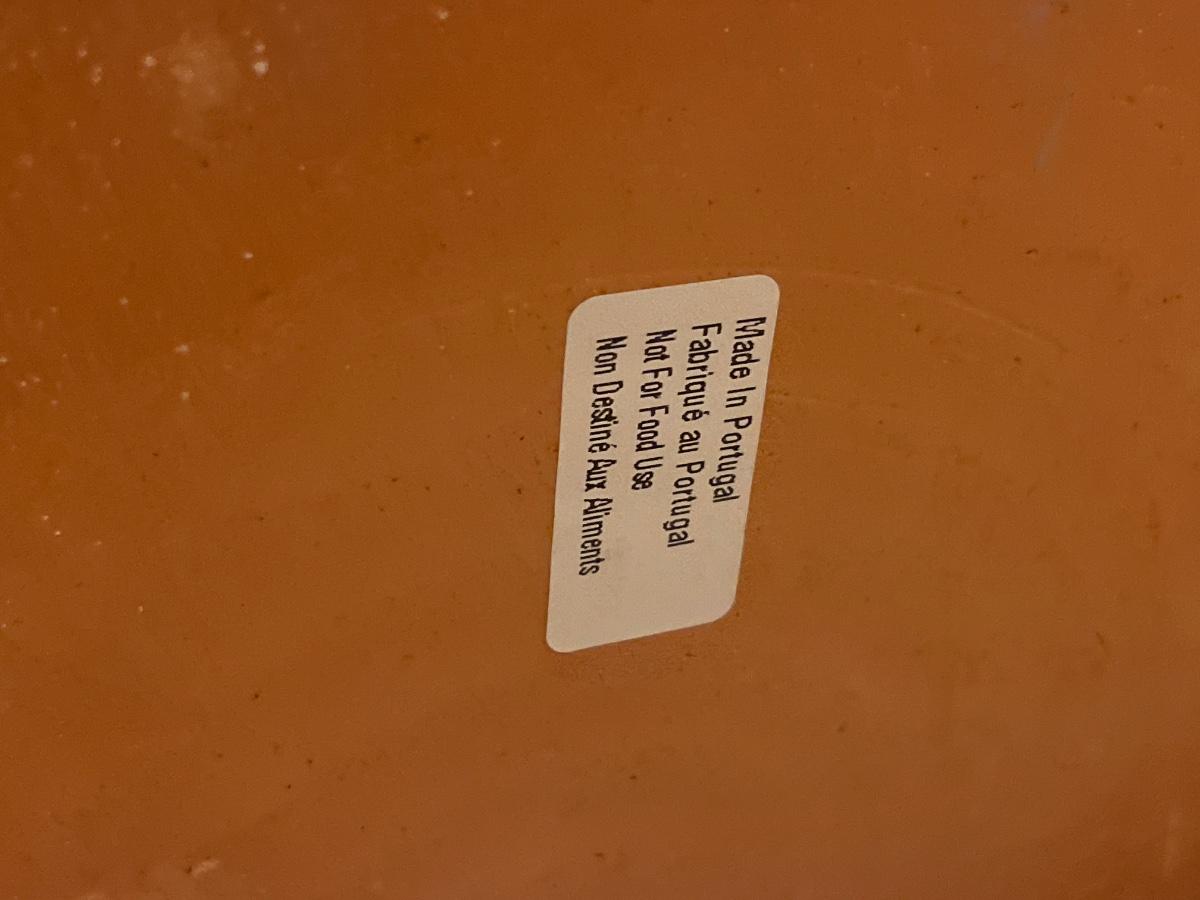 Made In Portugal
Fabriqué au Portugal
Not For Food Use
Non Destiné Aux Aliments